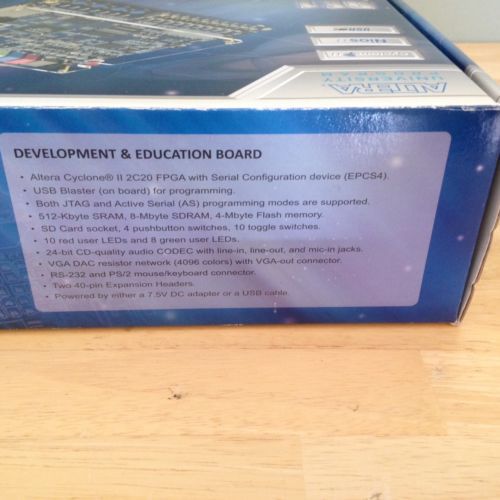 Nios
ALTERA
UNIVERSITY
PROGRAM
DEVELOPMENT & EDUCATION BOARD
• Altera Cyclone® II 2C20 FPGA with Serial Configuration device (EPCS4).
• USB Blaster (on board) for programming.
• Both JTAG and Active Serial (AS) programming modes are supported.
• 512-Kbyte SRAM, 8-Mbyte SDRAM, 4-Mbyte Flash memory.
• SD Card socket, 4 pushbutton switches, 10 toggle switches.
• 10 red user LEDs and 8 green user LEDs.
• 24-bit CD-quality audio CODEC with line-in, line-out, and mic-in jacks.
• VGA DAC resistor network (4096 colors) with VGA-out connector.
• RS-232 and PS/2 mouse/keyboard connector.
• Two 40-pin Expansion Headers.
• Powered by either a 7.5V DC adapter or a USB cable.